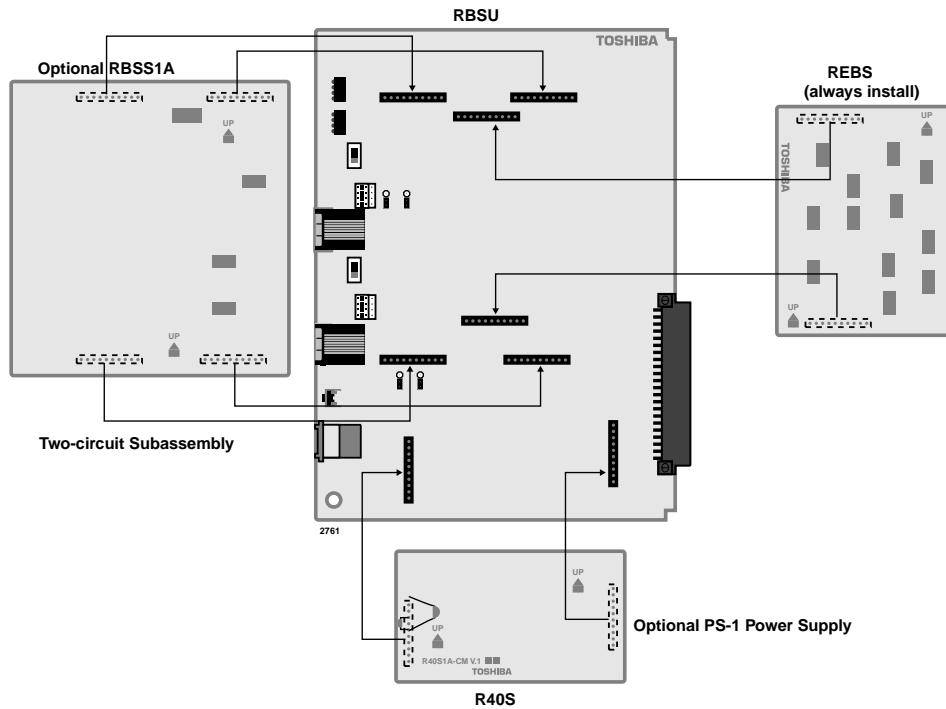 RBSU
TOSHIBA
Optional RBSS1A
REBS
(always install)
UP
UP
TOSHIBA
UP
UP
Two-circuit Subassembly
2761
UP
UP
Optional PS-1 Power Supply
R40S1A-CM V.1
TOSHIBA
R40S